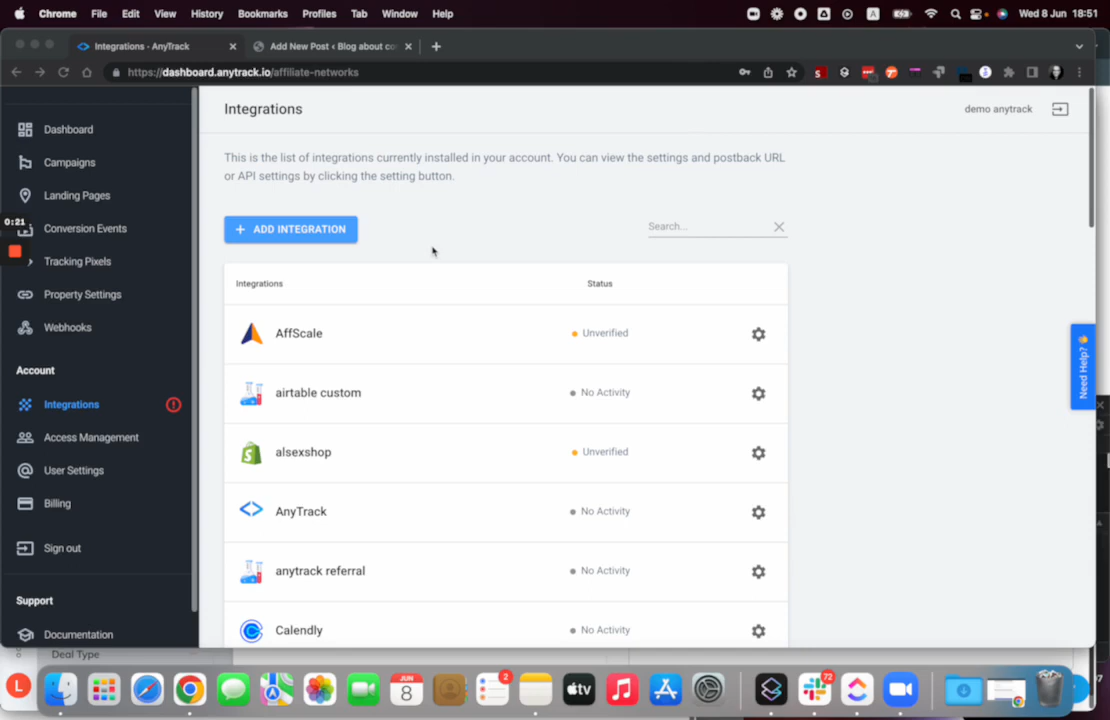 Chrome File Edit View History Bookmarks Profiles Tab Window Help
A
Wed 8 Jun 18:51
Integrations - AnyTrack
Add New Post ‹ Blog about co
https://dashboard.anytrack.io/affiliate-networks
Dashboard
Campaigns
Landing Pages
0:21
Conversion Events
Tracking Pixels
Property Settings
Webhooks
Account
Integrations
Access Management
User Settings
Billing
Sign out
Support
Documentation
Deal Type
Integrations
demo anytrack
This is the list of integrations currently installed in your account. You can view the settings and postback URL
or API settings by clicking the setting button.
+ ADD INTEGRATION
Search...
Integrations Status
AffScale Unverified
airtable custom No Activity
alsexshop Unverified
AnyTrack No Activity
anytrack referral No Activity
Calendly No Activity
Need Help?
L
JUN
8
2
tv
72